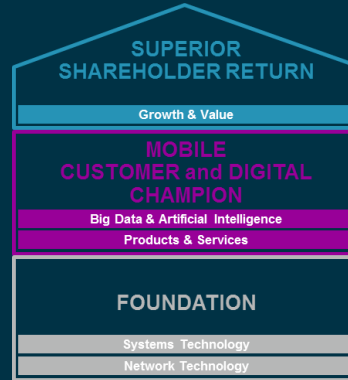 SUPERIOR
SHAREHOLDER RETURN
Growth & Value
MOBILE
CUSTOMER and DIGITAL
CHAMPION
Big Data & Artificial Intelligence
Products & Services
FOUNDATION
Systems Technology
Network Technology